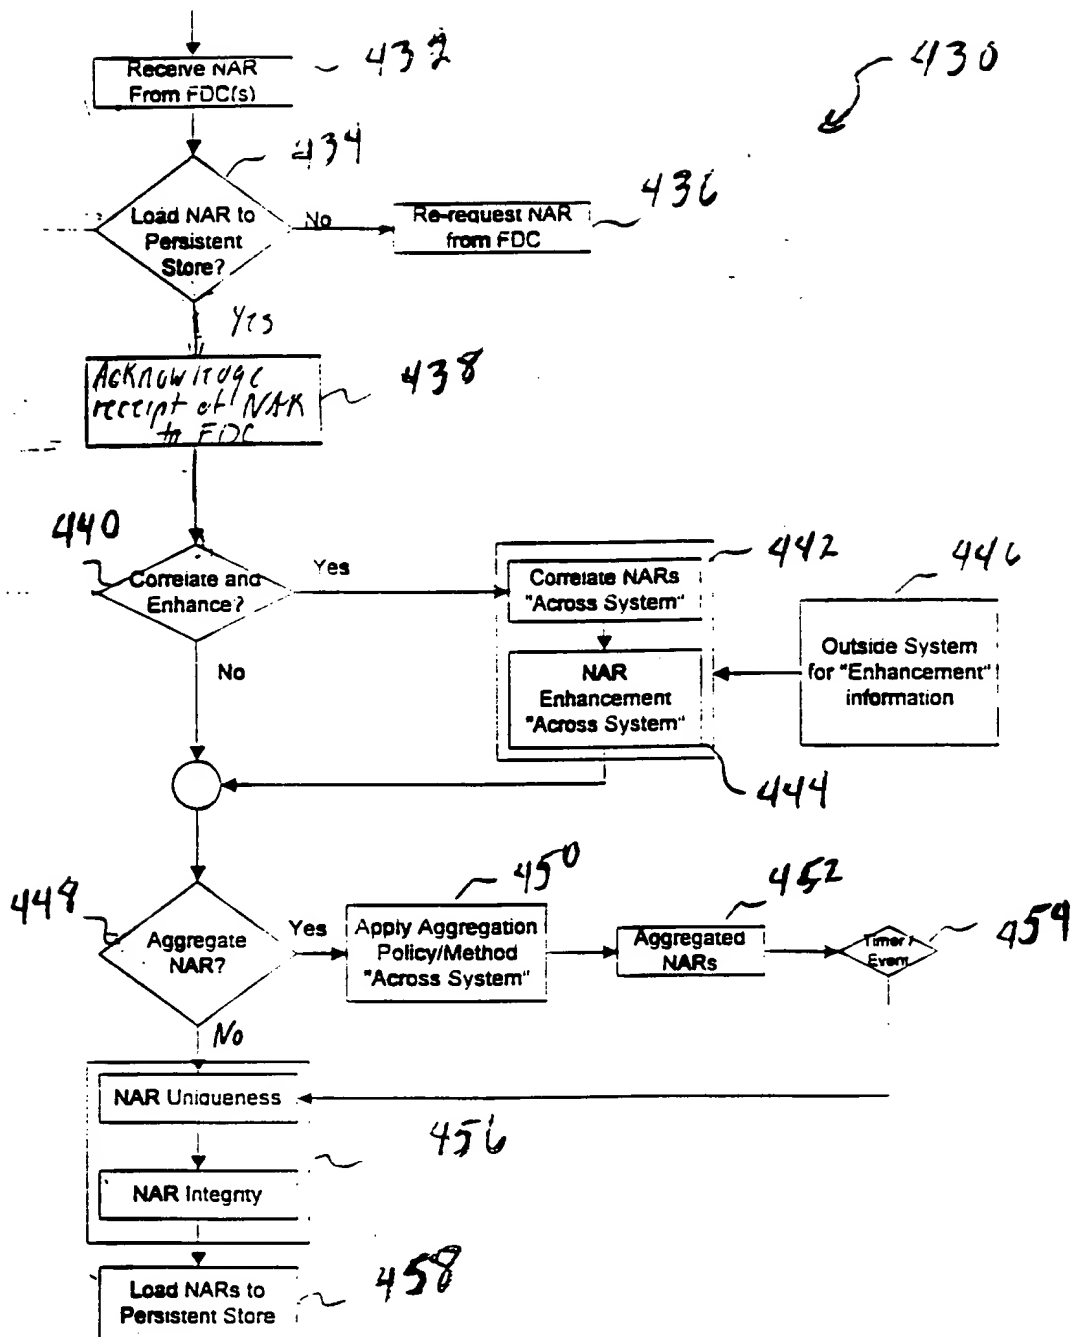 Receive NAR
From FDC(s)
432
430
434
Load NAR to
Persistent
Store?
No
Re-request NAR
from FDC
436
Yes
Acknowledge
receipt of NAR
to FDC
438
440
Correlate and
Enhance?
Yes
No
Correlate NARs
"Across System"
442
NAR
Enhancement
"Across System"
444
446
Outside System
for "Enhancement"
information
448
Aggregate
NAR?
Yes
No
450
Apply Aggregation
Policy/Method
"Across System"
452
Aggregated
NARs
Timer /
Event
454
NAR Uniqueness
NAR Integrity
456
Load NARs to
Persistent Store
458